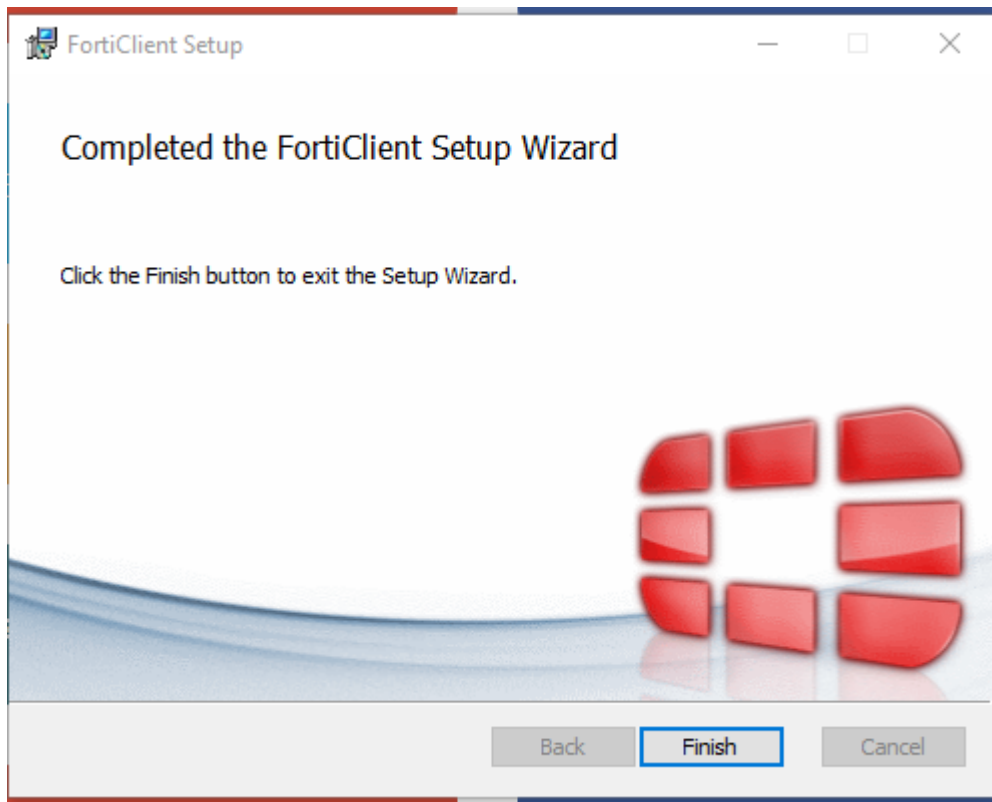 FortiClient Setup
Completed the FortiClient Setup Wizard
Click the Finish button to exit the Setup Wizard.
Back Finish Cancel